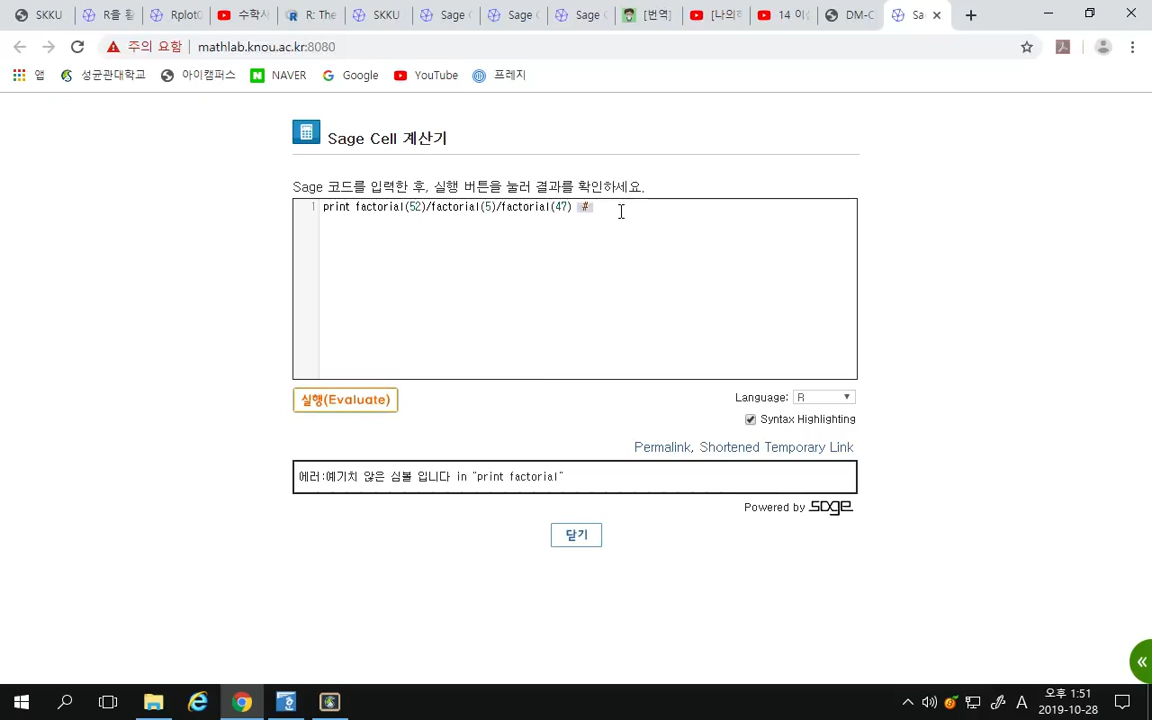 SKKU
R을 활
Rplot
수학사
R: The
SKKU
Sage
Sage
Sage
[번역]
[나의
14 이
DM-C
Sa
주의 요함
mathlab.knou.ac.kr:8080
앱
성균관대학교
아이캠퍼스
NAVER
Google
YouTube
프레지
Sage Cell 계산기
Sage 코드를 입력한 후, 실행 버튼을 눌러 결과를 확인하세요.
1
print factorial(52)/factorial(5)/factorial(47) #
실행(Evaluate)
Language: R
Syntax Highlighting
Permalink, Shortened Temporary Link
에러:예기치 않은 심볼 입니다 in "print factorial"
Powered by sage
닫기
A
오후 1:51
2019-10-28